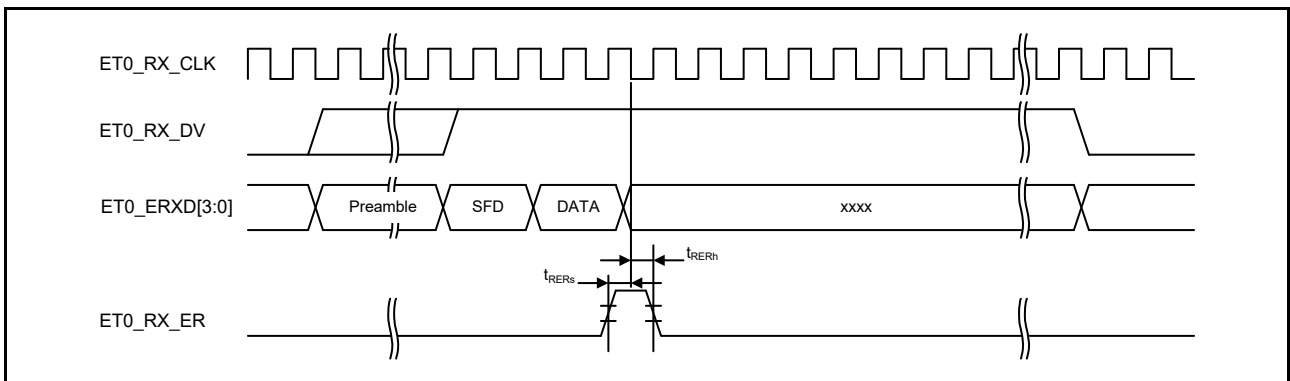 ET0_RX_CLK
ET0_RX_DV
ET0_ERXD[3:0]
Preamble SFD DATA xxxx
tRERh
tRERs
ET0_RX_ER